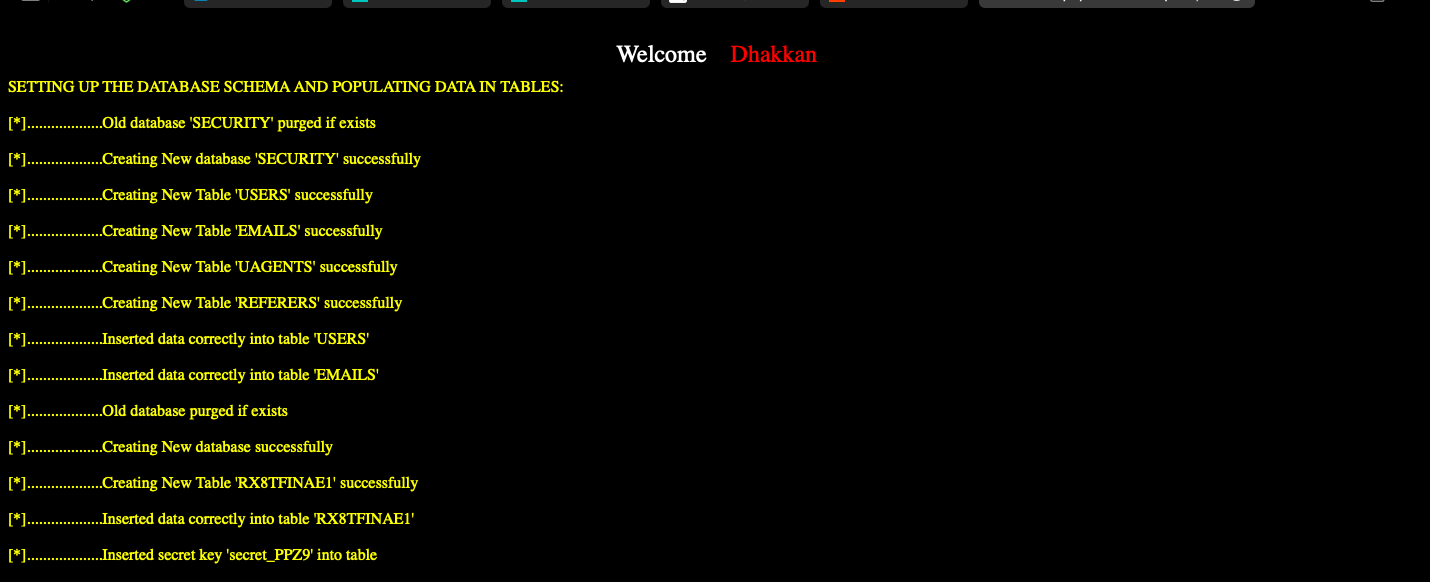 Welcome Dhakkan
SETTING UP THE DATABASE SCHEMA AND POPULATING DATA IN TABLES:
[*]...................Old database 'SECURITY' purged if exists
[*]...................Creating New database 'SECURITY' successfully
[*]...................Creating New Table 'USERS' successfully
[*]...................Creating New Table 'EMAILS' successfully
[*]...................Creating New Table 'UAGENTS' successfully
[*]...................Creating New Table 'REFERERS' successfully
[*]...................Inserted data correctly into table 'USERS'
[*]...................Inserted data correctly into table 'EMAILS'
[*]...................Old database purged if exists
[*]...................Creating New database successfully
[*]...................Creating New Table 'RX8TFINAE1' successfully
[*]...................Inserted data correctly into table 'RX8TFINAE1'
[*]...................Inserted secret key 'secret_PPZ9' into table